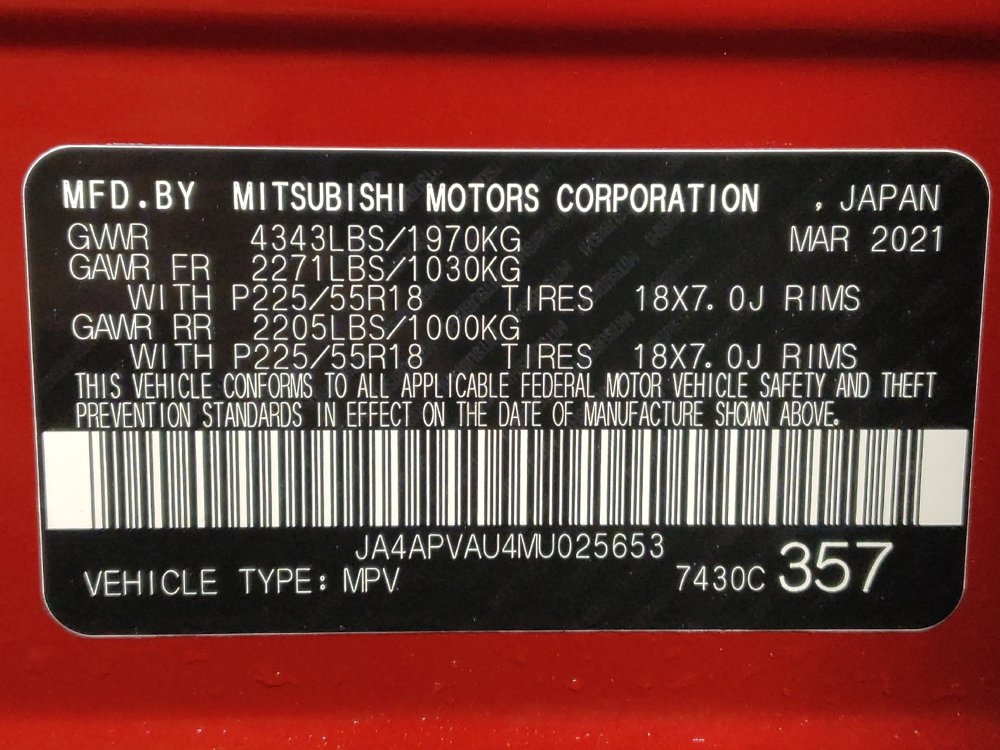 MFD.BY MITSUBISHI MOTORS CORPORATION , JAPAN
GVWR 4343LBS/1970KG MAR 2021
GAWR FR 2271LBS/1030KG
WITH P225/55R18 TIRES 18X7.0J RIMS
GAWR RR 2205LBS/1000KG
WITH P225/55R18 TIRES 18X7.0J RIMS
THIS VEHICLE CONFORMS TO ALL APPLICABLE FEDERAL MOTOR VEHICLE SAFETY AND THEFT
PREVENTION STANDARDS IN EFFECT ON THE DATE OF MANUFACTURE SHOWN ABOVE.
JA4APVAU4MU025653
VEHICLE TYPE: MPV 7430C 357